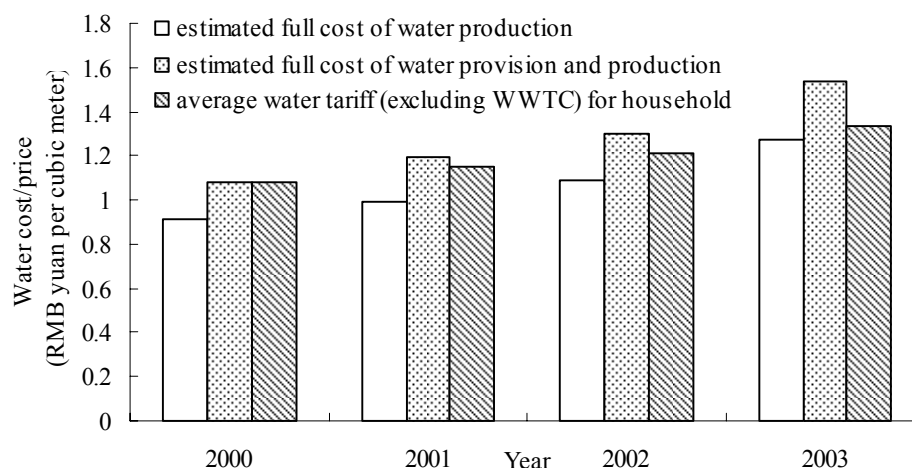 1.8
1.6
1.4
1.2
1
0.8
0.6
0.4
0.2
0
Water cost/price
(RMB yuan per cubic meter)
estimated full cost of water production
estimated full cost of water provision and production
average water tariff (excluding WWTC) for household
2000
2001
2002
2003
Year